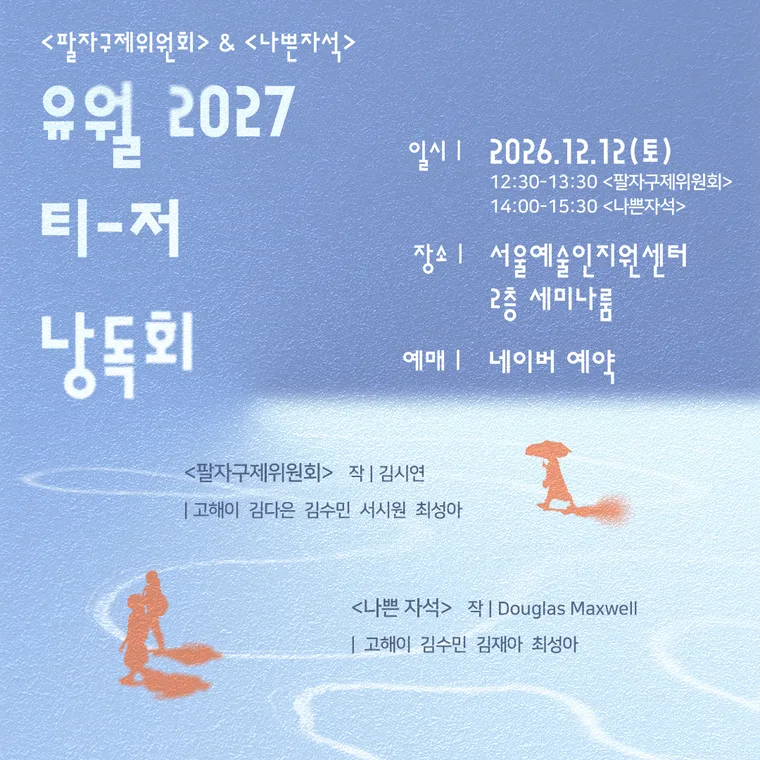 <팔자구제위원회> & <나쁜자석>
유월 2027
티-저
낭독회
일시 | 2026.12.12(토)
12:30-13:30 <팔자구제위원회>
14:00-15:30 <나쁜자석>
장소 | 서울예술인지원센터
2층 세미나룸
예매 | 네이버 예약
<팔자구제위원회> 작 | 김시연
| 고해이 김다은 김수민 서시원 최성아
<나쁜 자석> 작 | Douglas Maxwell
| 고해이 김수민 김재아 최성아